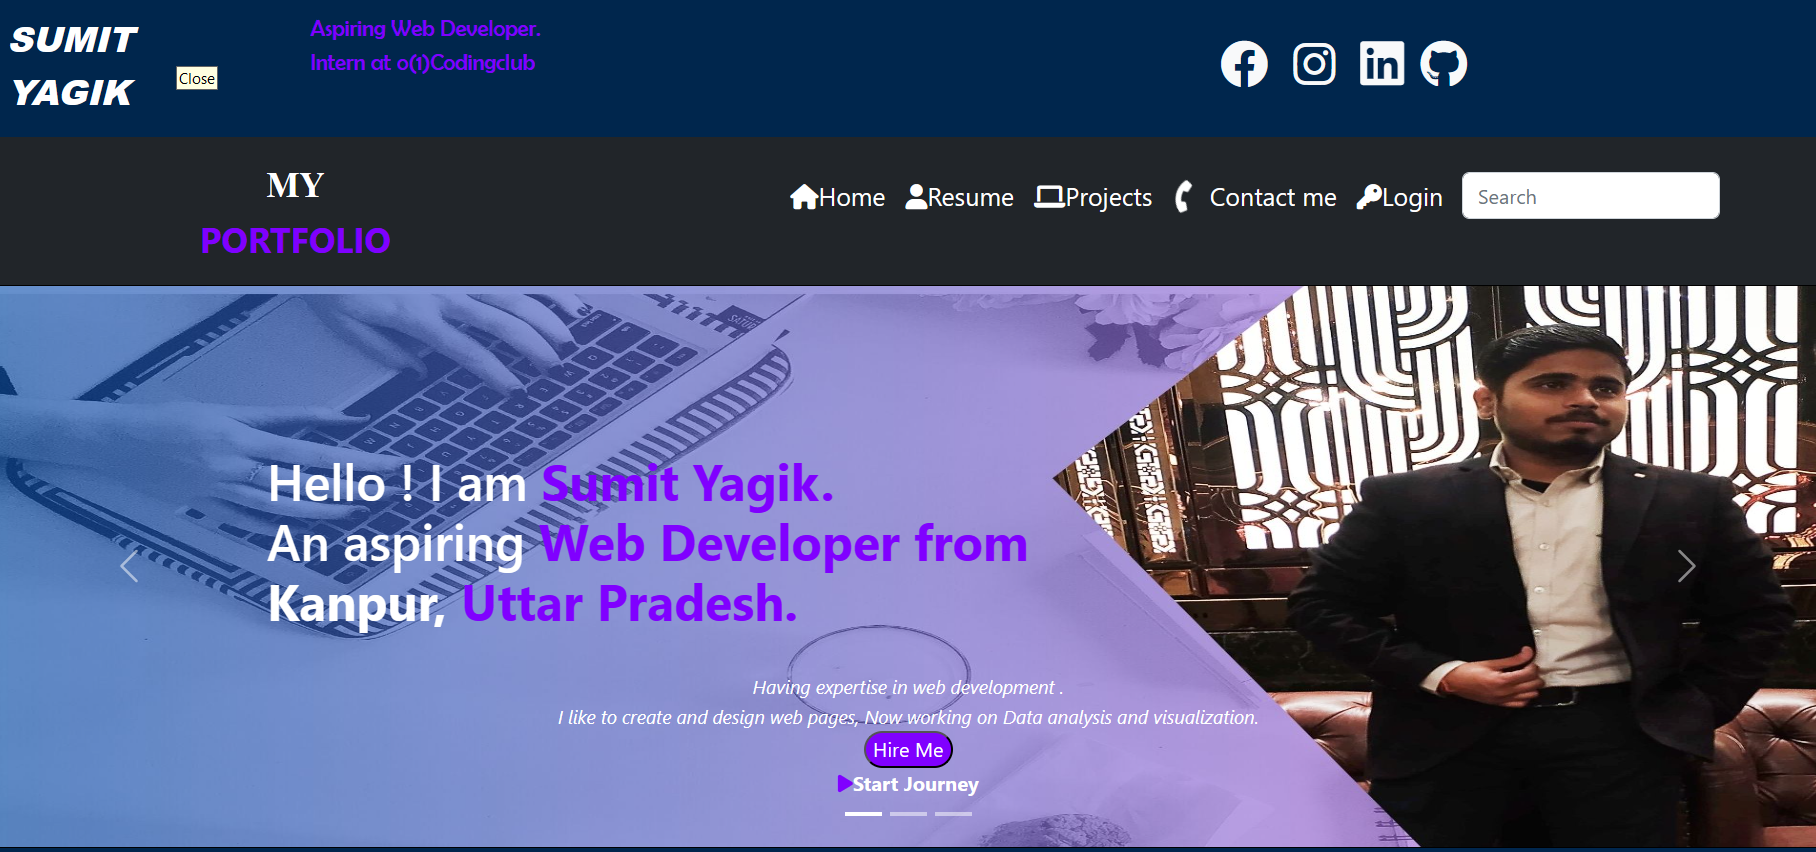 SUMIT
YAGIK
Close
Aspiring Web Developer.
Intern at o(1)Codingclub
MY
PORTFOLIO
Home Resume Projects Contact me Login Search
Hello ! I am Sumit Yagik.
An aspiring Web Developer from
Kanpur, Uttar Pradesh.
Having expertise in web development .
I like to create and design web pages, Now working on Data analysis and visualization.
Hire Me
Start Journey